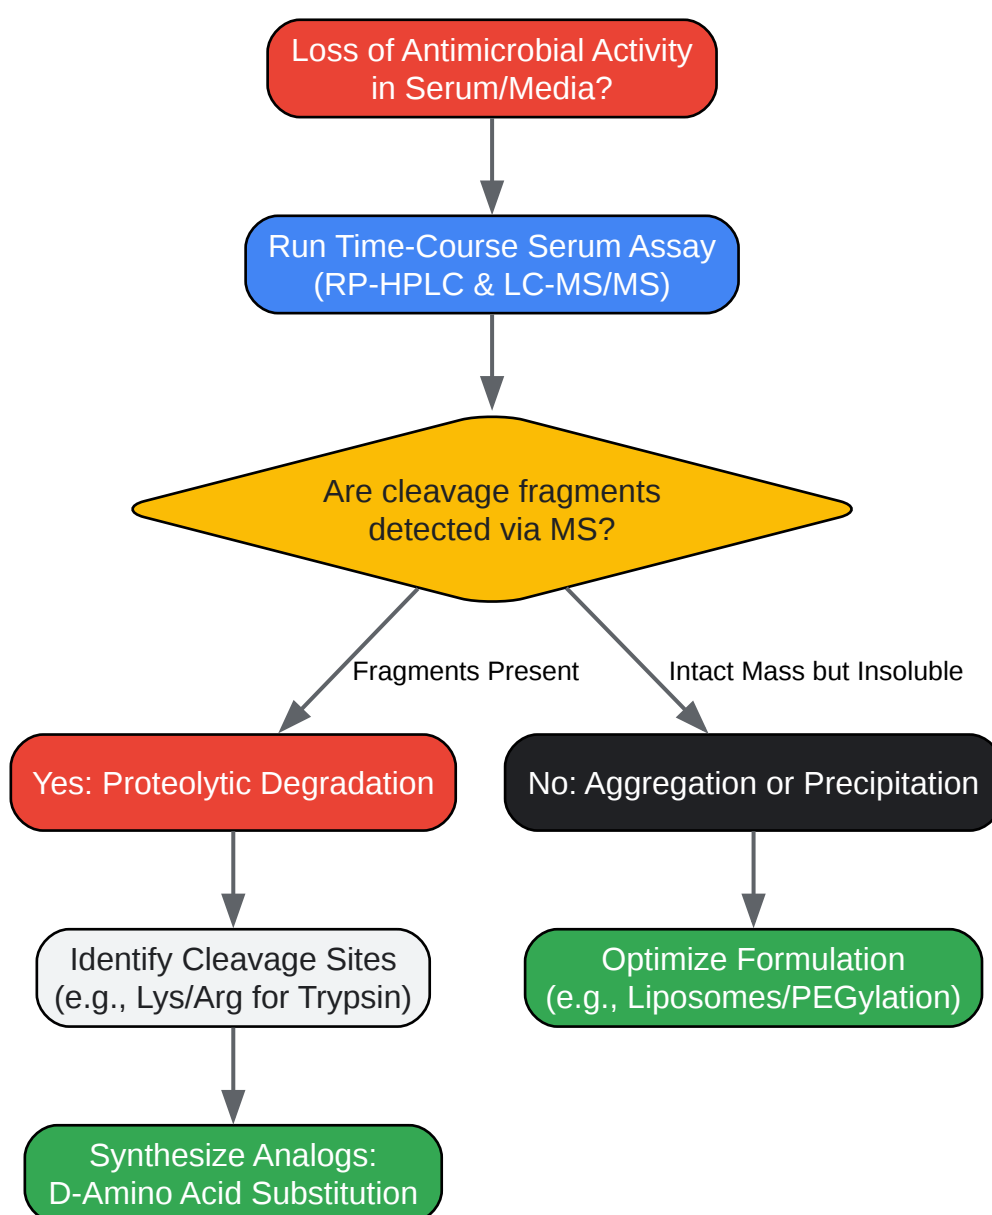 Loss of Antimicrobial Activity
in Serum/Media?
Run Time-Course Serum Assay
(RP-HPLC & LC-MS/MS)
Are cleavage fragments
detected via MS?
Fragments Present
Intact Mass but Insoluble
Yes: Proteolytic Degradation
No: Aggregation or Precipitation
Identify Cleavage Sites
(e.g., Lys/Arg for Trypsin)
Optimize Formulation
(e.g., Liposomes/PEGylation)
Synthesize Analogs:
D-Amino Acid Substitution